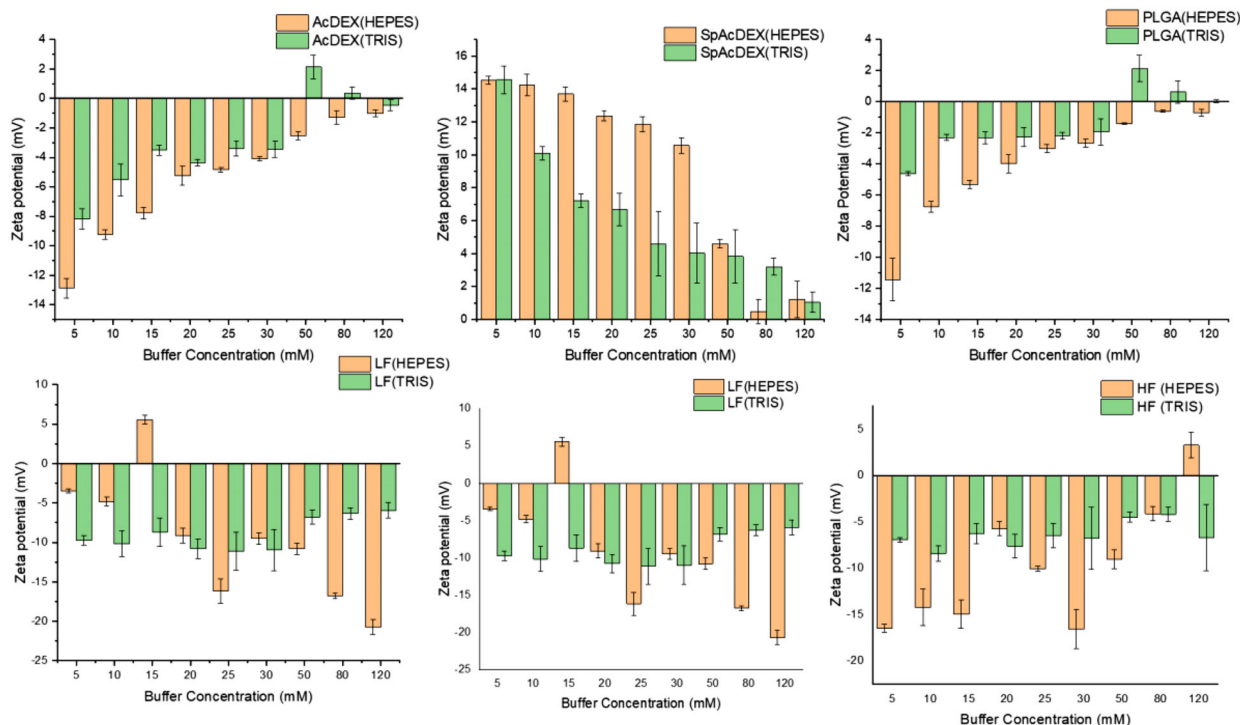 AcDEX(HEPES)
AcDEX(TRIS)
4
2
0
-2
-4
-6
-8
-10
-12
-14
Zeta potential (mV)
5 10 15 20 25 30 50 80 120
Buffer Concentration (mM)
SpAcDEX(HEPES)
SpAcDEX(TRIS)
16
14
12
10
8
6
4
2
0
Zeta potential (mV)
5 10 15 20 25 30 50 80 120
Buffer Concentration (mM)
PLGA(HEPES)
PLGA(TRIS)
4
2
0
-2
-4
-6
-8
-10
-12
-14
Zeta Potential (mV)
5 10 15 20 25 30 50 80 120
Buffer Concentration (mM)
LF(HEPES)
LF(TRIS)
10
5
0
-5
-10
-15
-20
-25
Zeta potential (mV)
5 10 15 20 25 30 50 80 120
Buffer Concentration (mM)
LF(HEPES)
LF(TRIS)
10
5
0
-5
-10
-15
-20
-25
Zeta potential (mV)
5 10 15 20 25 30 50 80 120
Buffer Concentration (mM)
HF (HEPES)
HF (TRIS)
5
0
-5
-10
-15
-20
Zeta potential (mV)
5 10 15 20 25 30 50 80 120
Buffer Concentration (mM)